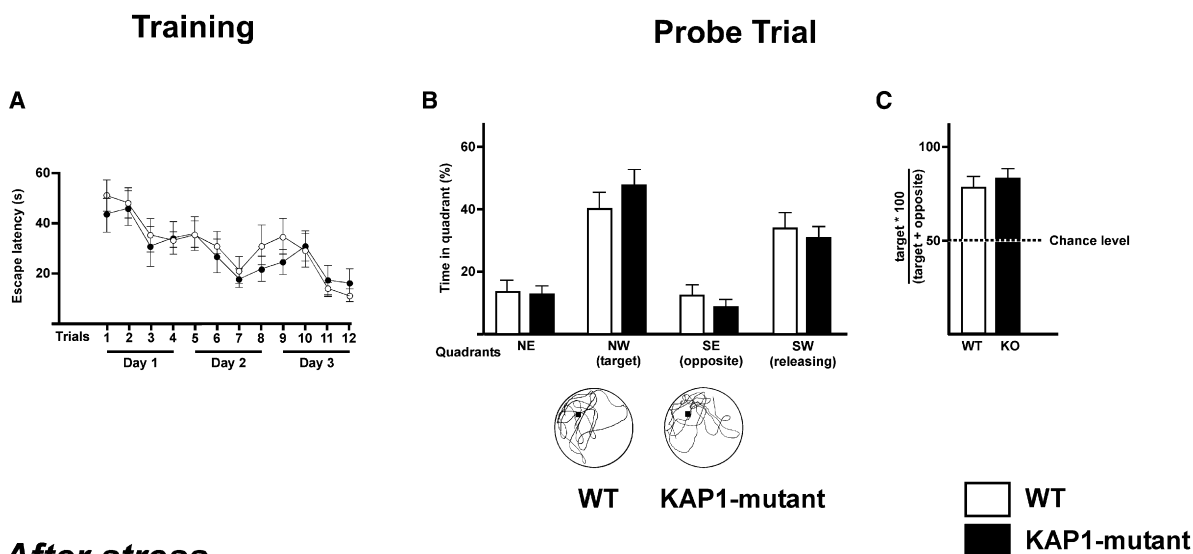 Training
Probe Trial
A
Escape latency (s)
60
40
20
Trials 1 2 3 4 5 6 7 8 9 10 11 12
Day 1 Day 2 Day 3
B
Time in quadrant (%)
60
40
20
Quadrants NE NW SE SW
(target) (opposite) (releasing)
WT KAP1-mutant
C
target * 100
(target + opposite)
100
50
Chance level
WT KO
WT
KAP1-mutant
After stress